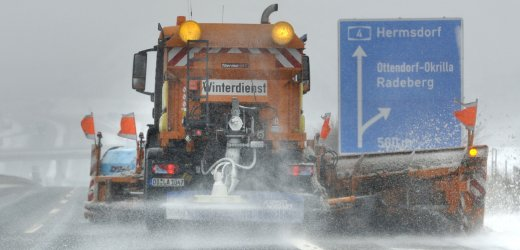 4 Hermsdorf
Ottendorf-Okrilla
Radeberg
Winterdienst